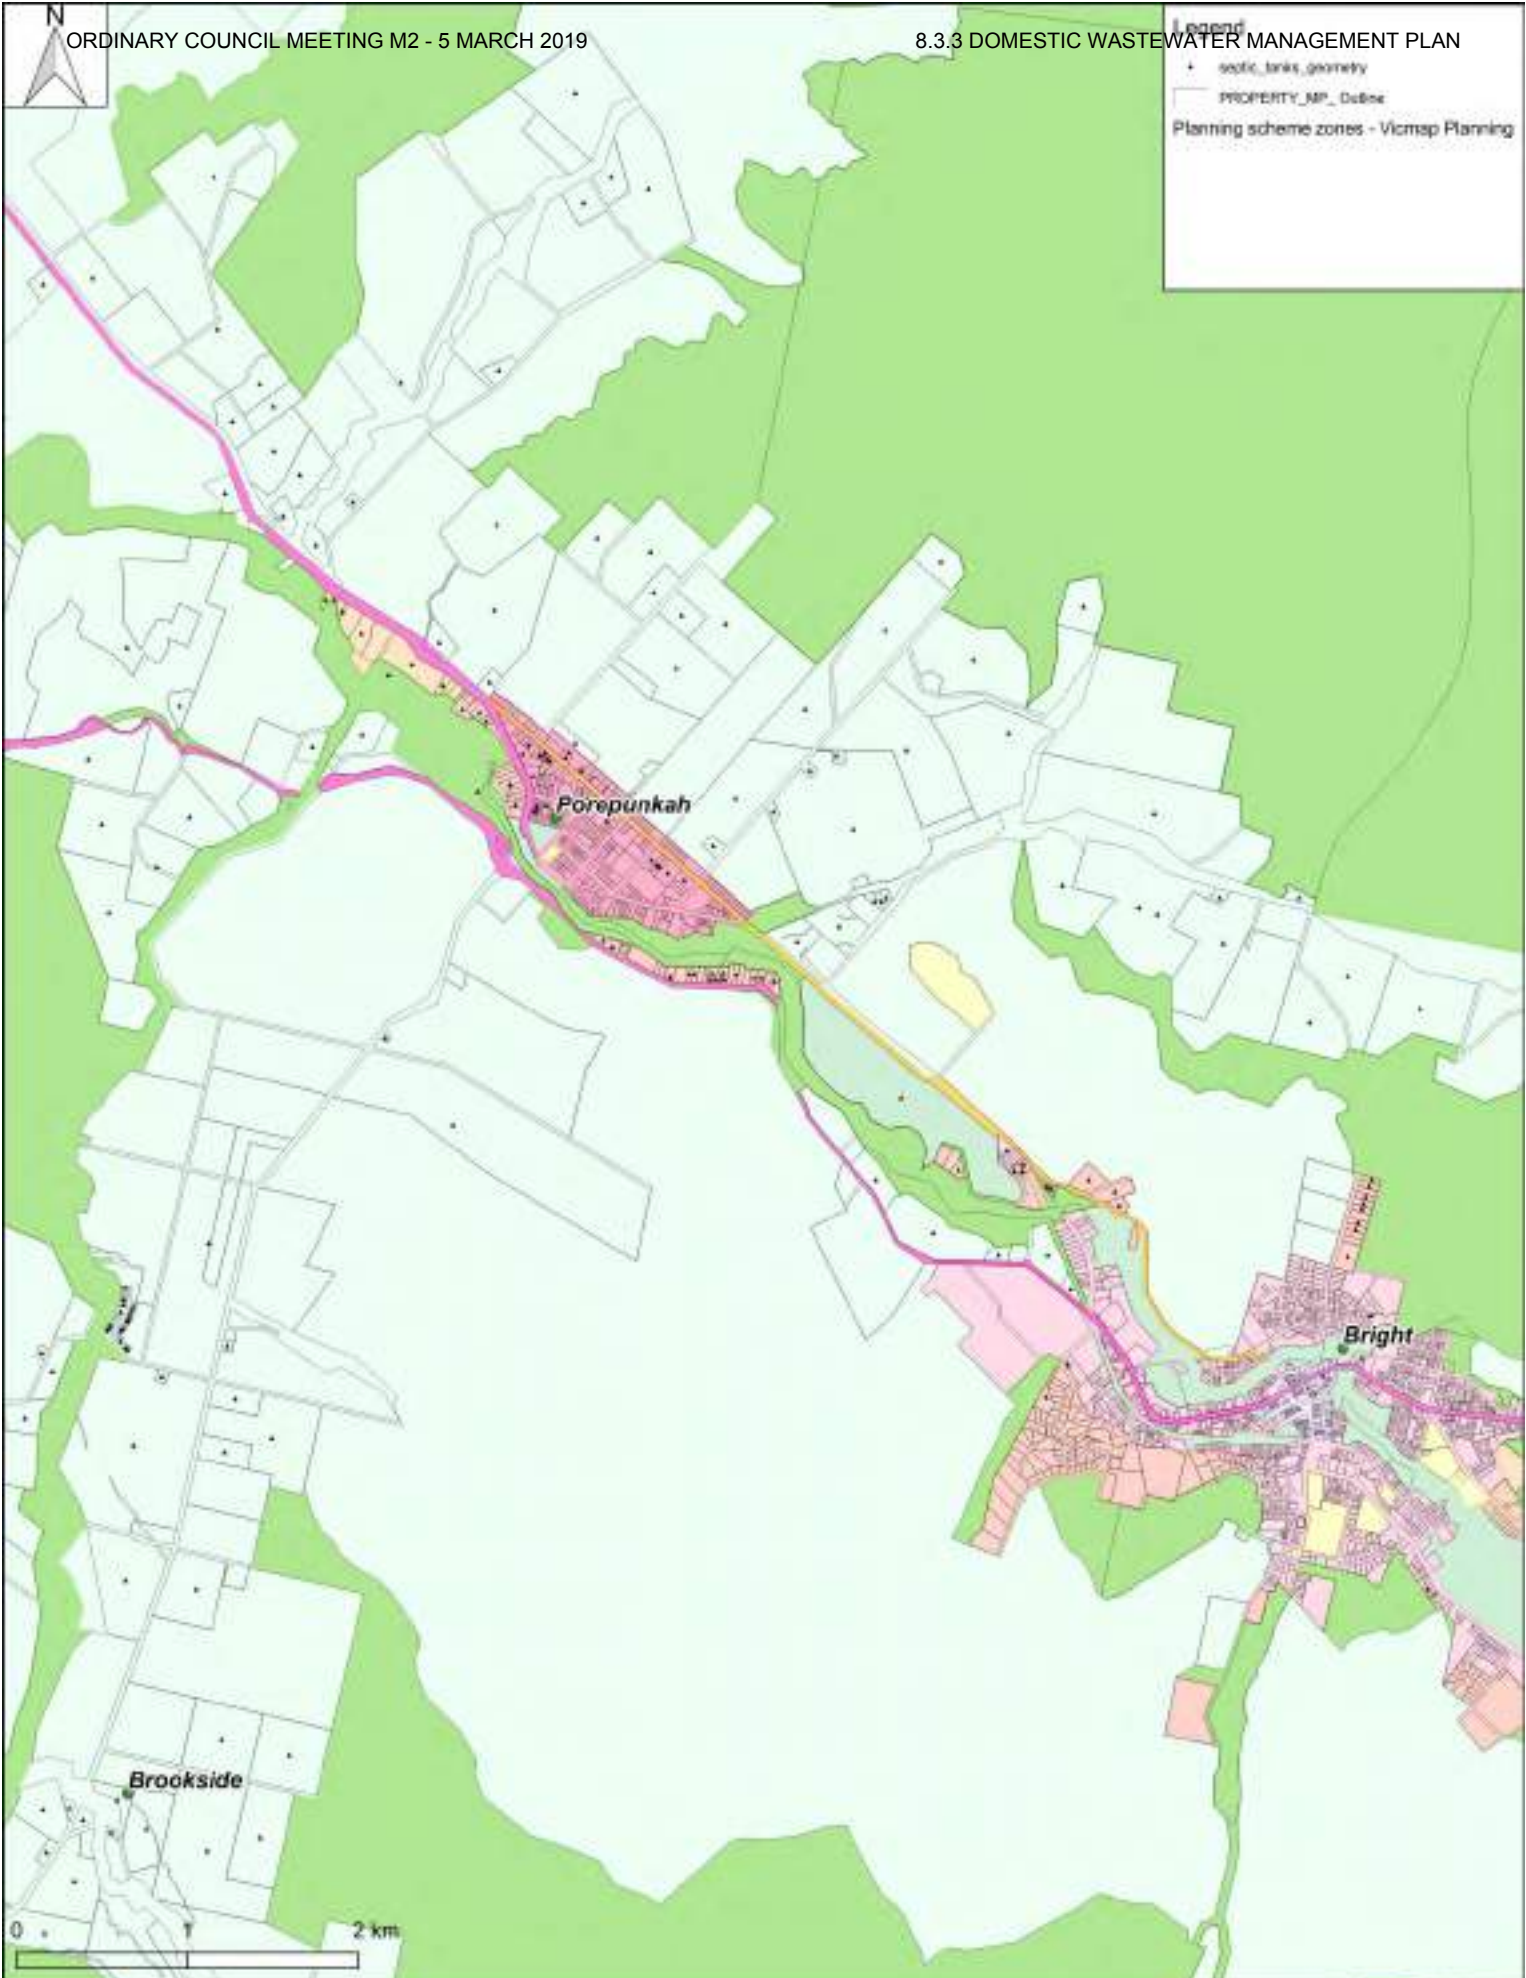 N
ORDINARY COUNCIL MEETING M2 - 5 MARCH 2019
8.3.3 DOMESTIC WASTEWATER MANAGEMENT PLAN
Legend
septic_tanks_geometry
PROPERTY_MP_ Outline
Planning scheme zones - Vicmap Planning
Porepunkah
Bright
Brookside
0 1 2 km